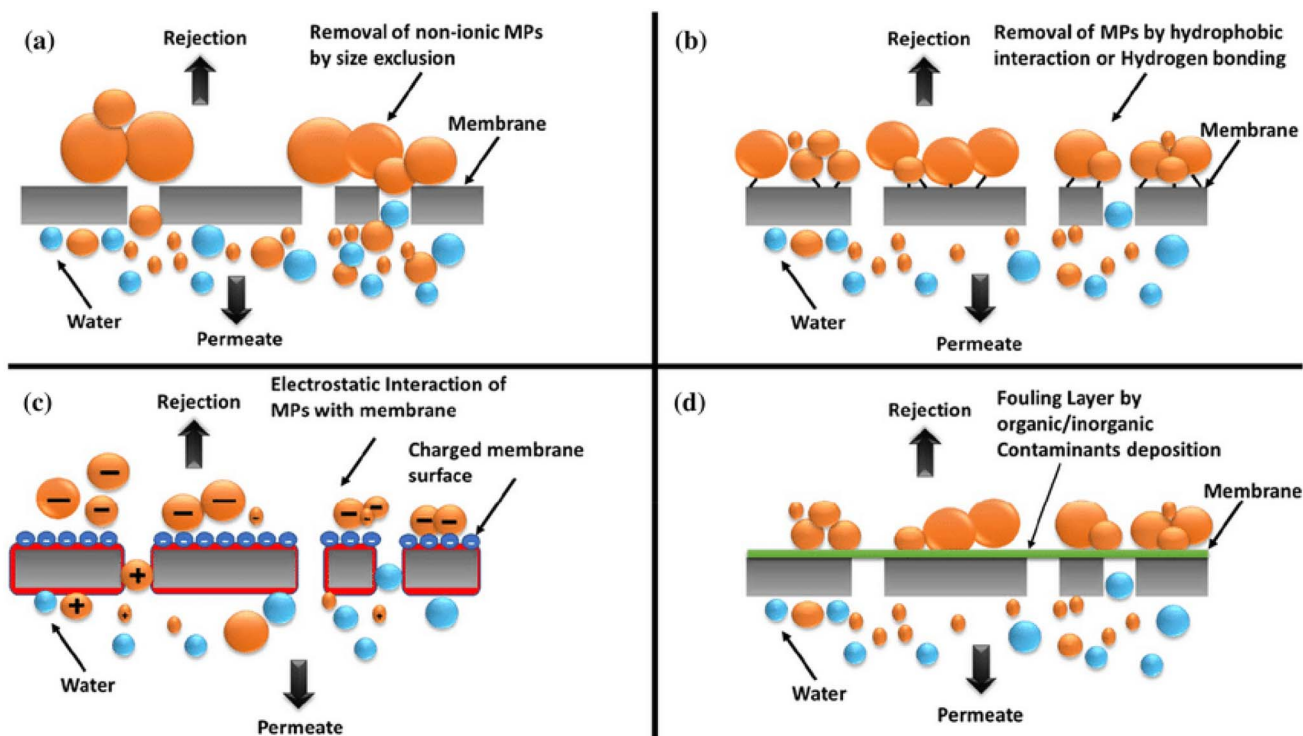 (a)
Rejection
Removal of non-ionic MPs
by size exclusion
Membrane
Water
Permeate
(b)
Rejection
Removal of MPs by hydrophobic
interaction or Hydrogen bonding
Membrane
Water
Permeate
(c)
Rejection
Electrostatic Interaction of
MPs with membrane
Charged membrane
surface
Water
Permeate
(d)
Rejection
Fouling Layer by
organic/inorganic
Contaminants deposition
Membrane
Water
Permeate